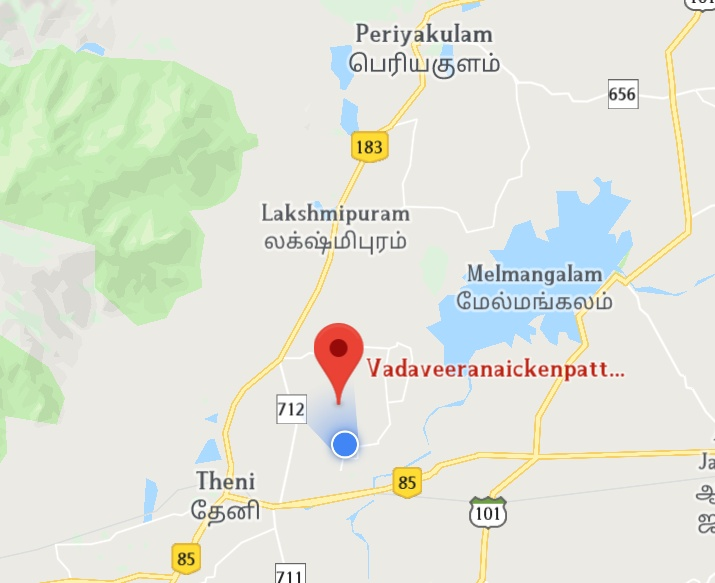 Periyakulam
பெரியகுளம்
656
183
Lakshmipuram
லக்ஷ்மிபுரம்
Melmangalam
மேல்மங்கலம்
Vadaveeranaickenpatt...
712
Theni
தேனி
85
101
85
711